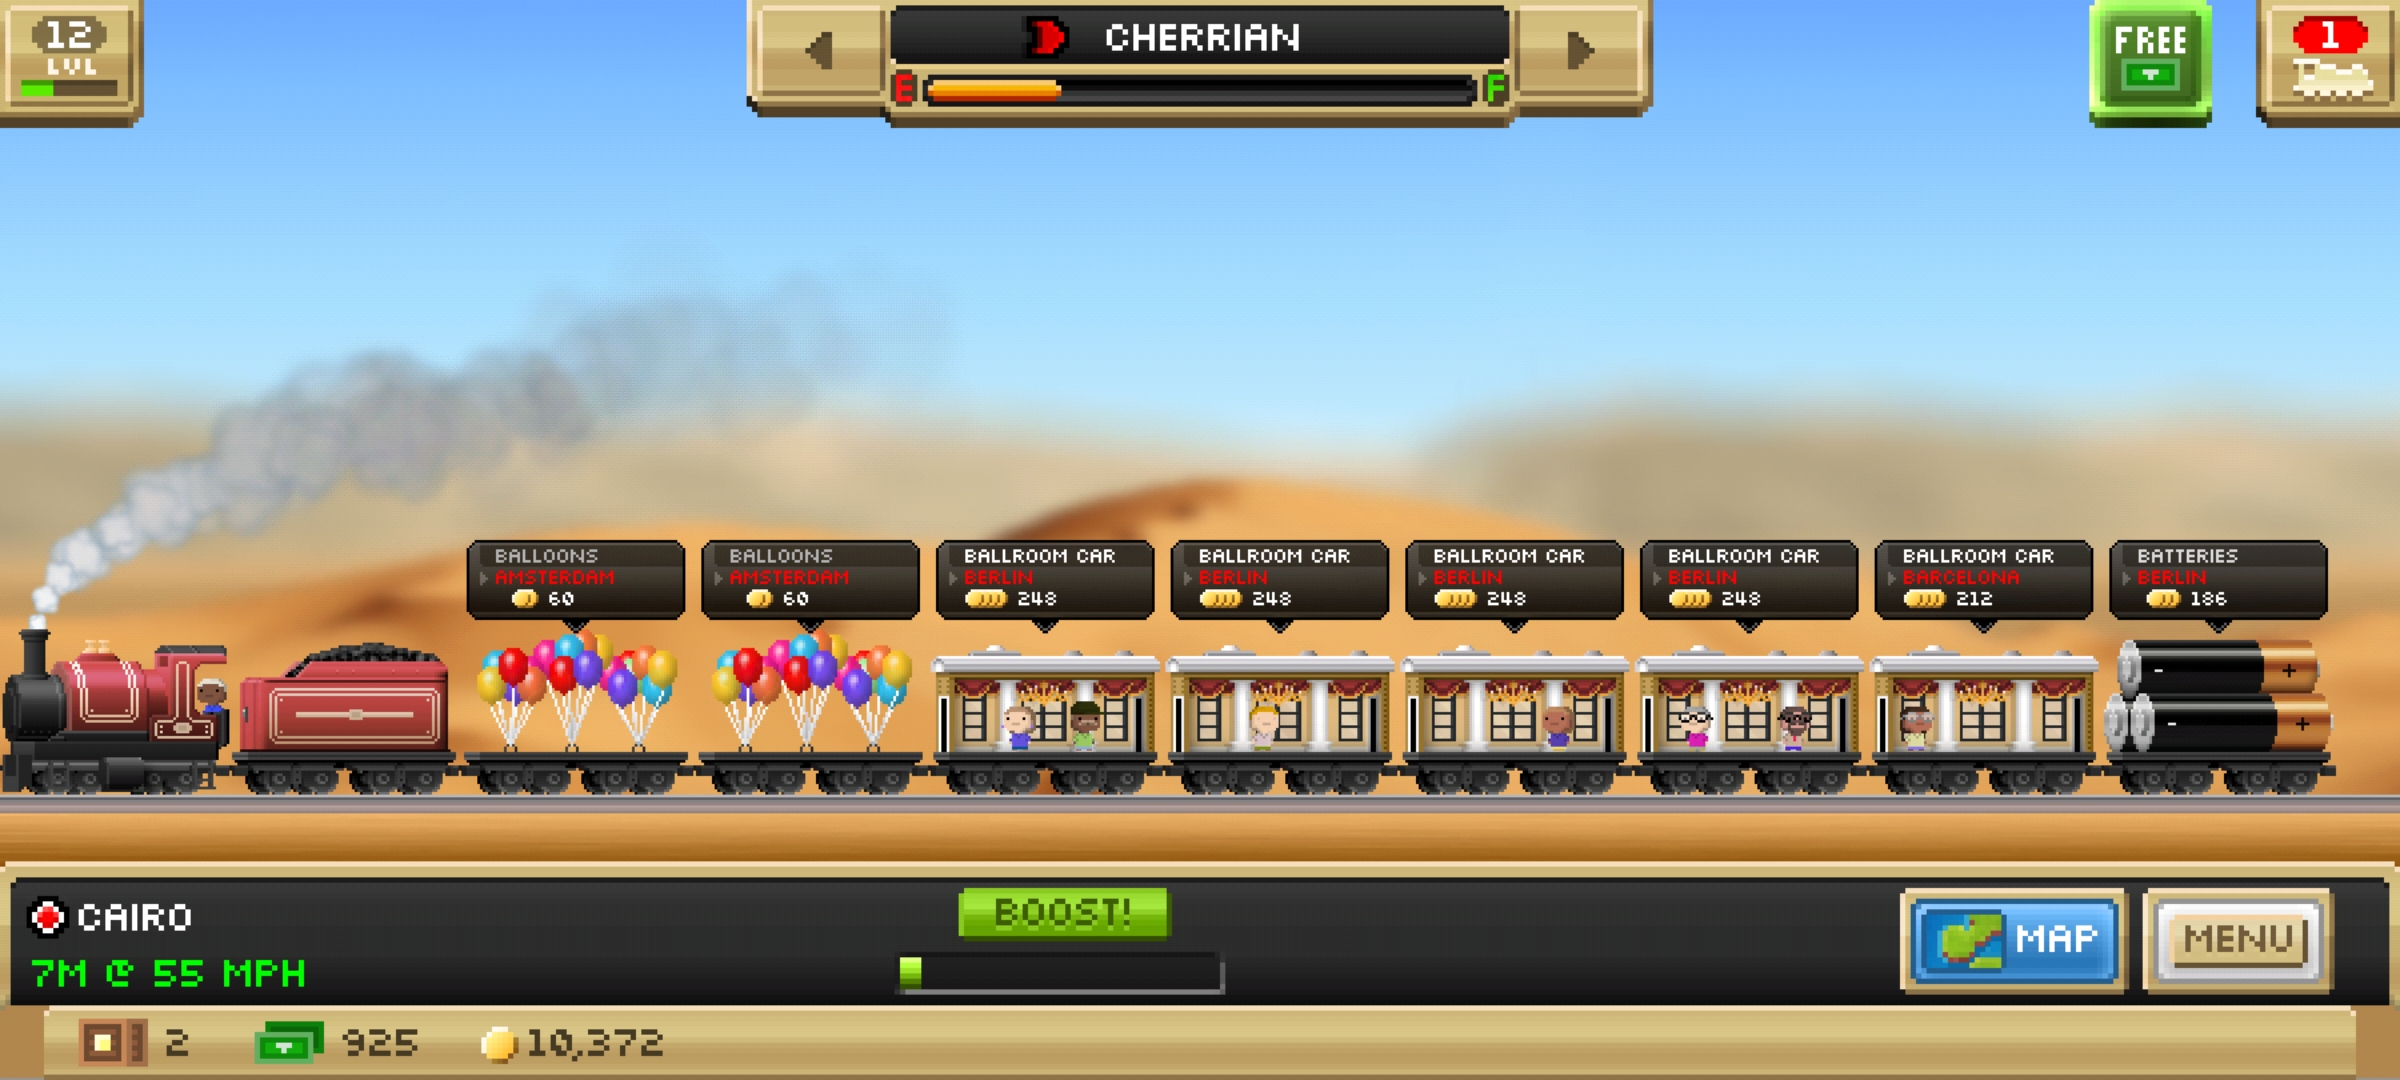 12
LVL
CHERRIAN
E F
FREE
1
BALLOONS
AMSTERDAM
60
BALLOONS
AMSTERDAM
60
BALLROOM CAR
BERLIN
248
BALLROOM CAR
BERLIN
248
BALLROOM CAR
BERLIN
248
BALLROOM CAR
BERLIN
248
BALLROOM CAR
BARCELONA
212
BATTERIES
BERLIN
186
- +
- +
CAIRO
7M @ 55 MPH
BOOST!
MAP
MENU
2
925
10,372